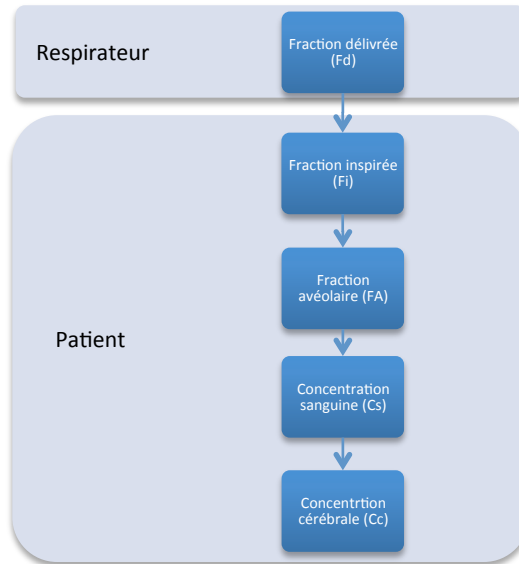 Respirateur
Fraction délivrée
(Fd)
Fraction inspirée
(Fi)
Fraction
avéolaire (FA)
Patient
Concentration
sanguine (Cs)
Concentrtion
cérébrale (Cc)